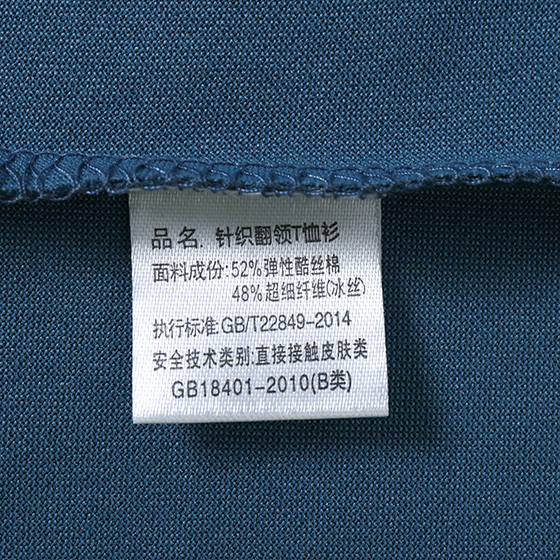 品名: 针织翻领T恤衫
面料成份:52%弹性酷丝棉
48%超细纤维(冰丝)
执行标准:GB/T22849-2014
安全技术类别:直接接触皮肤类
GB18401-2010(B类)